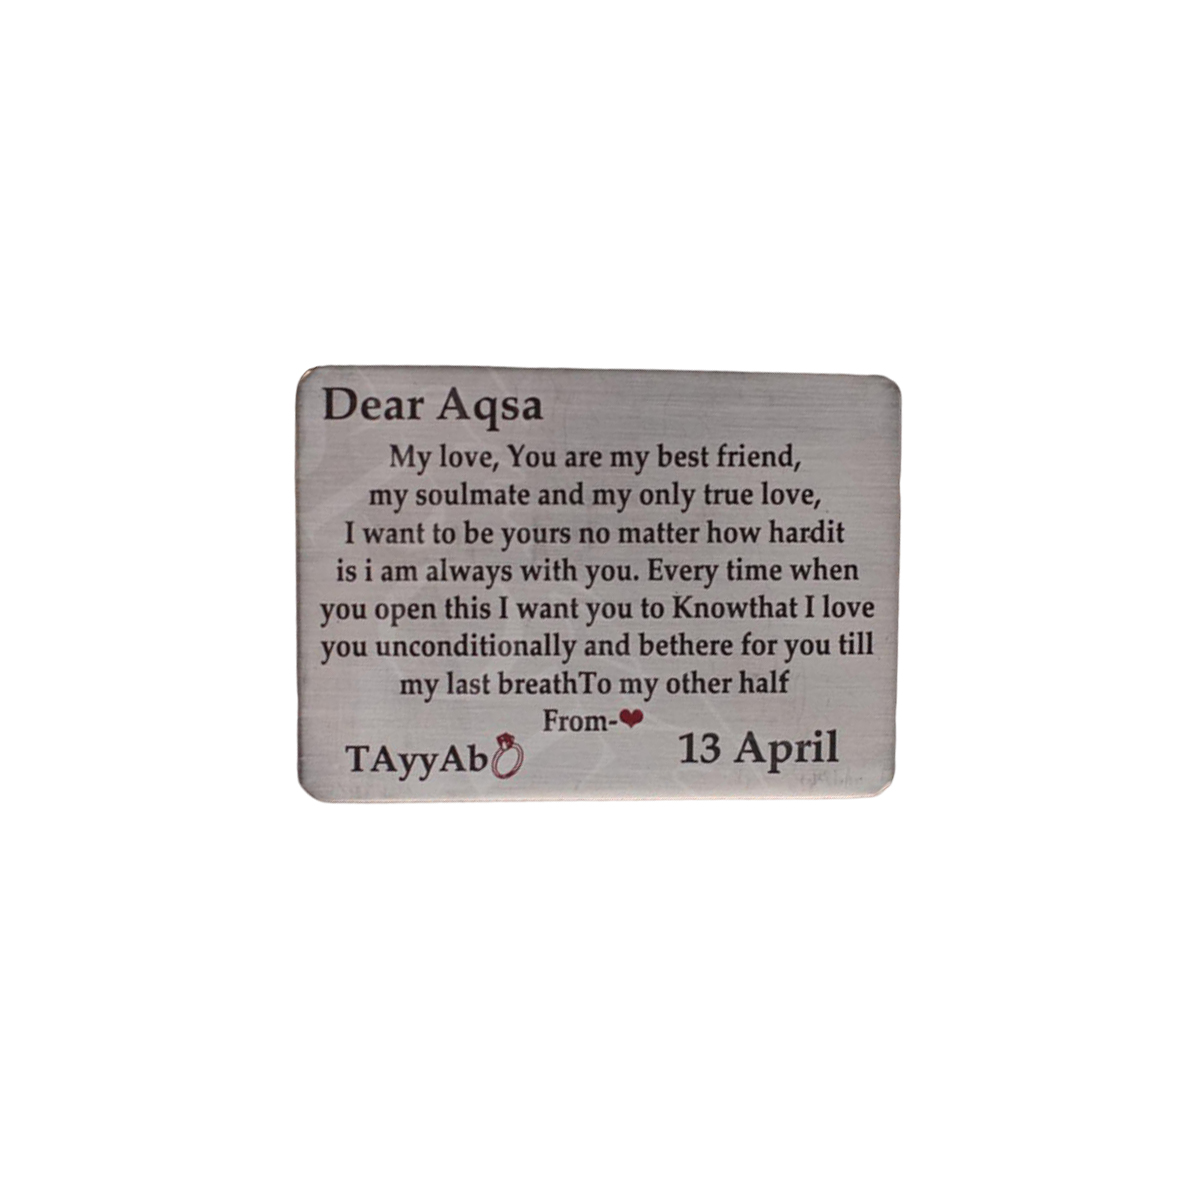 Dear Aqsa
My love, You are my best friend,
my soulmate and my only true love,
I want to be yours no matter how hardit
is i am always with you. Every time when
you open this I want you to Knowthat I love
you unconditionally and bethere for you till
my last breathTo my other half
From-❤
TAyyAb
13 April